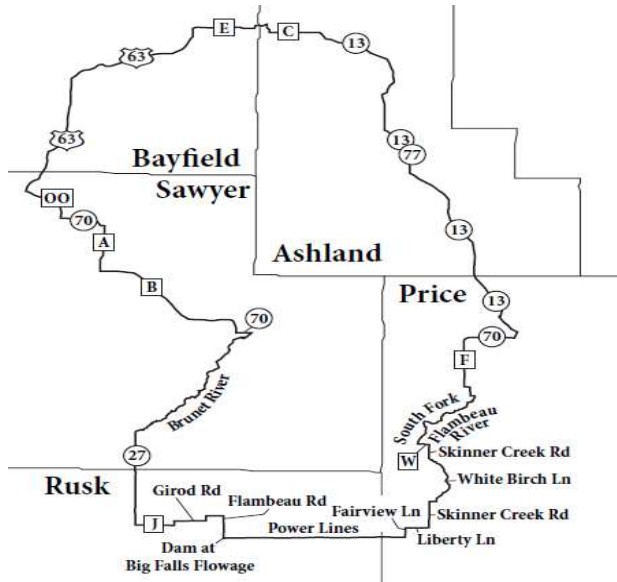 E
C
13
63
63
13
77
Bayfield
Sawyer
OO
70
A
13
Ashland
B
Price
13
70
70
F
Brunet River
South Fork
Flambeau
River
W
Skinner Creek Rd
27
Rusk
White Birch Ln
Girod Rd
Flambeau Rd
Fairview Ln
Skinner Creek Rd
J
Power Lines
Liberty Ln
Dam at
Big Falls Flowage